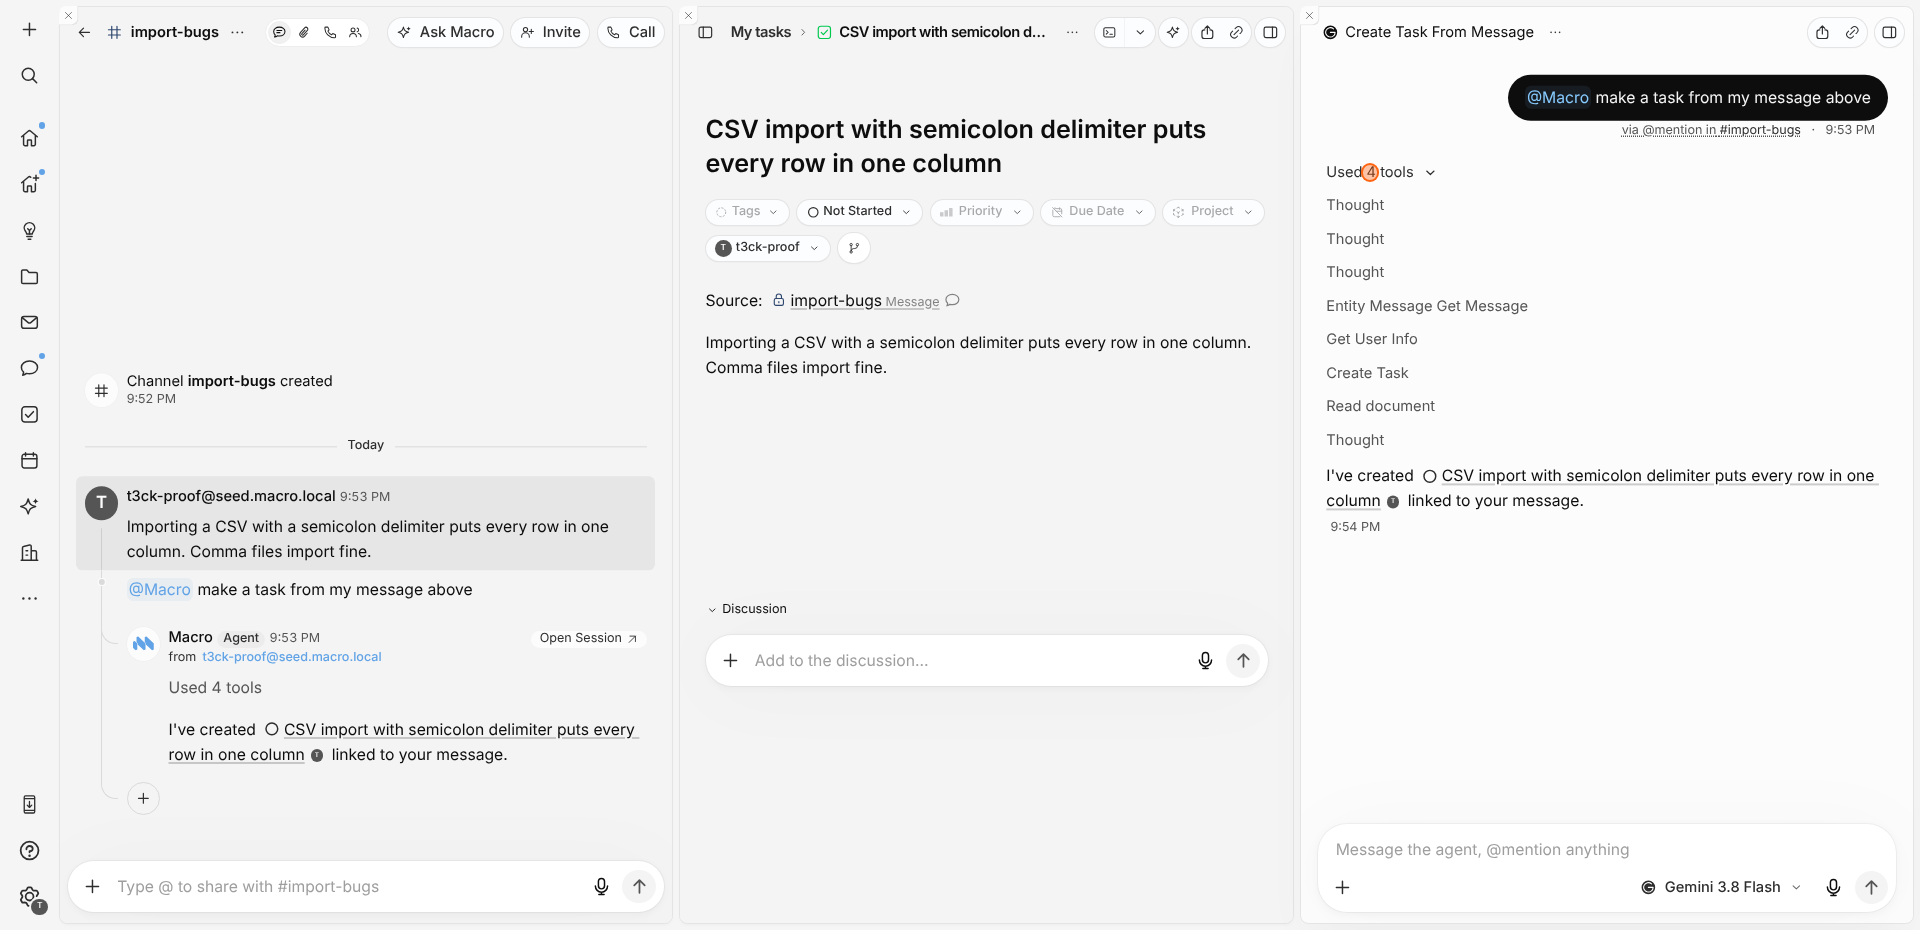 import-bugs
Ask Macro
Invite
Call
Channel import-bugs created
9:52 PM
Today
T
t3ck-proof@seed.macro.local 9:53 PM
Importing a CSV with a semicolon delimiter puts every row in one
column. Comma files import fine.
@Macro make a task from my message above
Macro Agent 9:53 PM
Open Session
from t3ck-proof@seed.macro.local
Used 4 tools
I've created CSV import with semicolon delimiter puts every
row in one column T linked to your message.
Type @ to share with #import-bugs
T
My tasks
CSV import with semicolon d...
CSV import with semicolon delimiter puts
every row in one column
Tags
Not Started
Priority
Due Date
Project
T t3ck-proof
Source: import-bugs Message
Importing a CSV with a semicolon delimiter puts every row in one column.
Comma files import fine.
Discussion
Add to the discussion...
Create Task From Message
@Macro make a task from my message above
via @mention in #import-bugs · 9:53 PM
Used 4 tools
Thought
Thought
Thought
Entity Message Get Message
Get User Info
Create Task
Read document
Thought
I've created CSV import with semicolon delimiter puts every row in one
column T linked to your message.
9:54 PM
Message the agent, @mention anything
Gemini 3.8 Flash